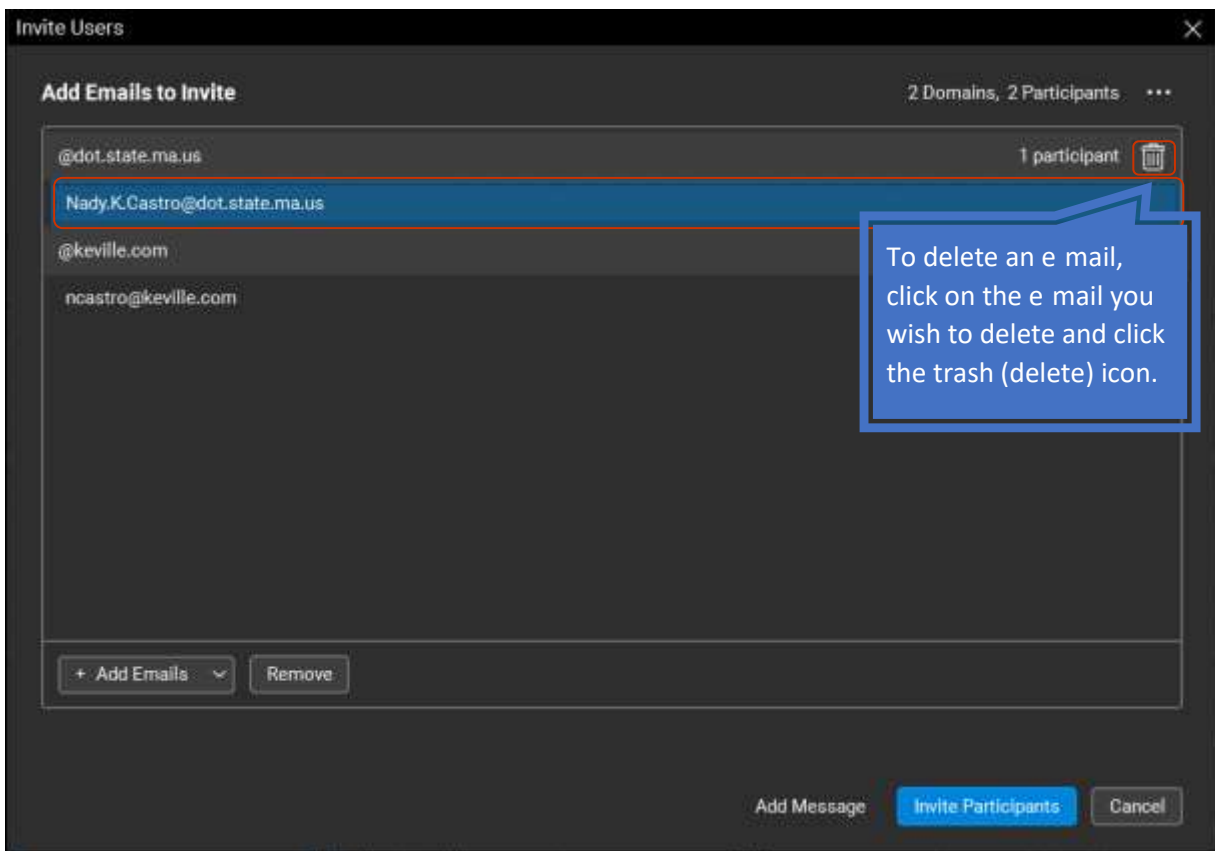 Invite Users
Add Emails to Invite
2 Domains, 2 Participants
@dot.state.ma.us
1 participant
Nady.K.Castro@dot.state.ma.us
@keville.com
ncastro@keville.com
To delete an e mail,
click on the e mail you
wish to delete and click
the trash (delete) icon.
+ Add Emails
Remove
Add Message
Invite Participants
Cancel